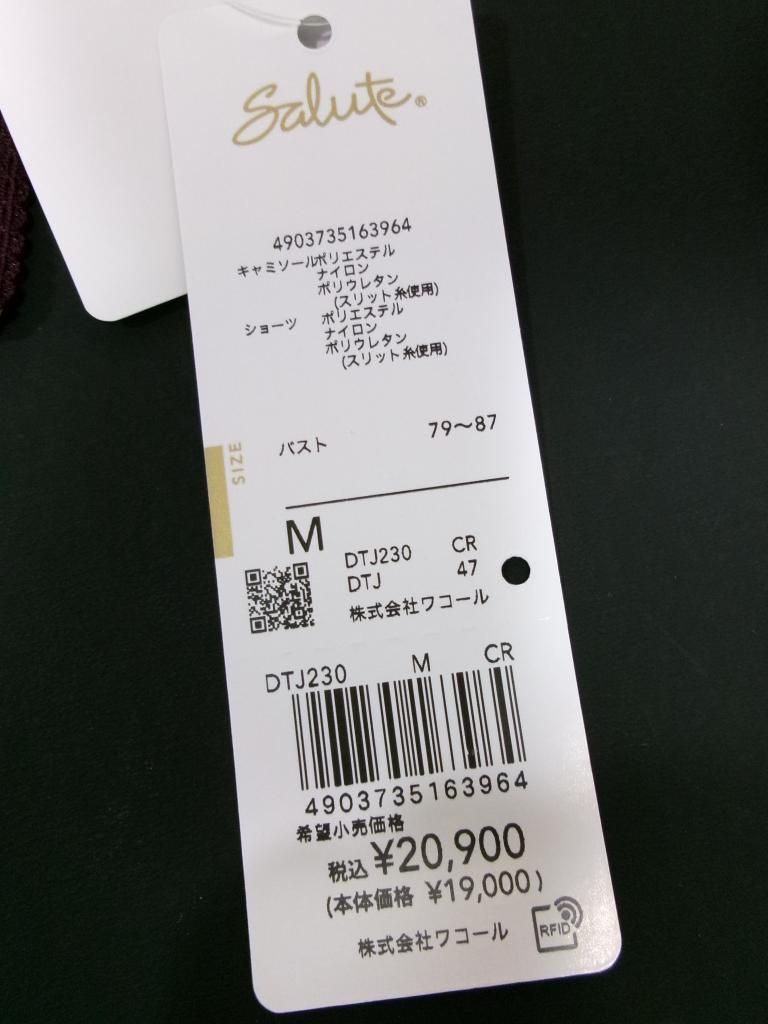 Salute®
4903735163964
キャミソール ポリエステル
ナイロン
ポリウレタン
(スリット糸使用)
ショーツ ポリエステル
ナイロン
ポリウレタン
(スリット糸使用)
SIZE
バスト 79～87
M
DTJ230 CR
DTJ 47
株式会社ワコール
DTJ230 M CR
4903735163964
希望小売価格
税込 ¥20,900
(本体価格 ¥19,000)
株式会社ワコール
RFID